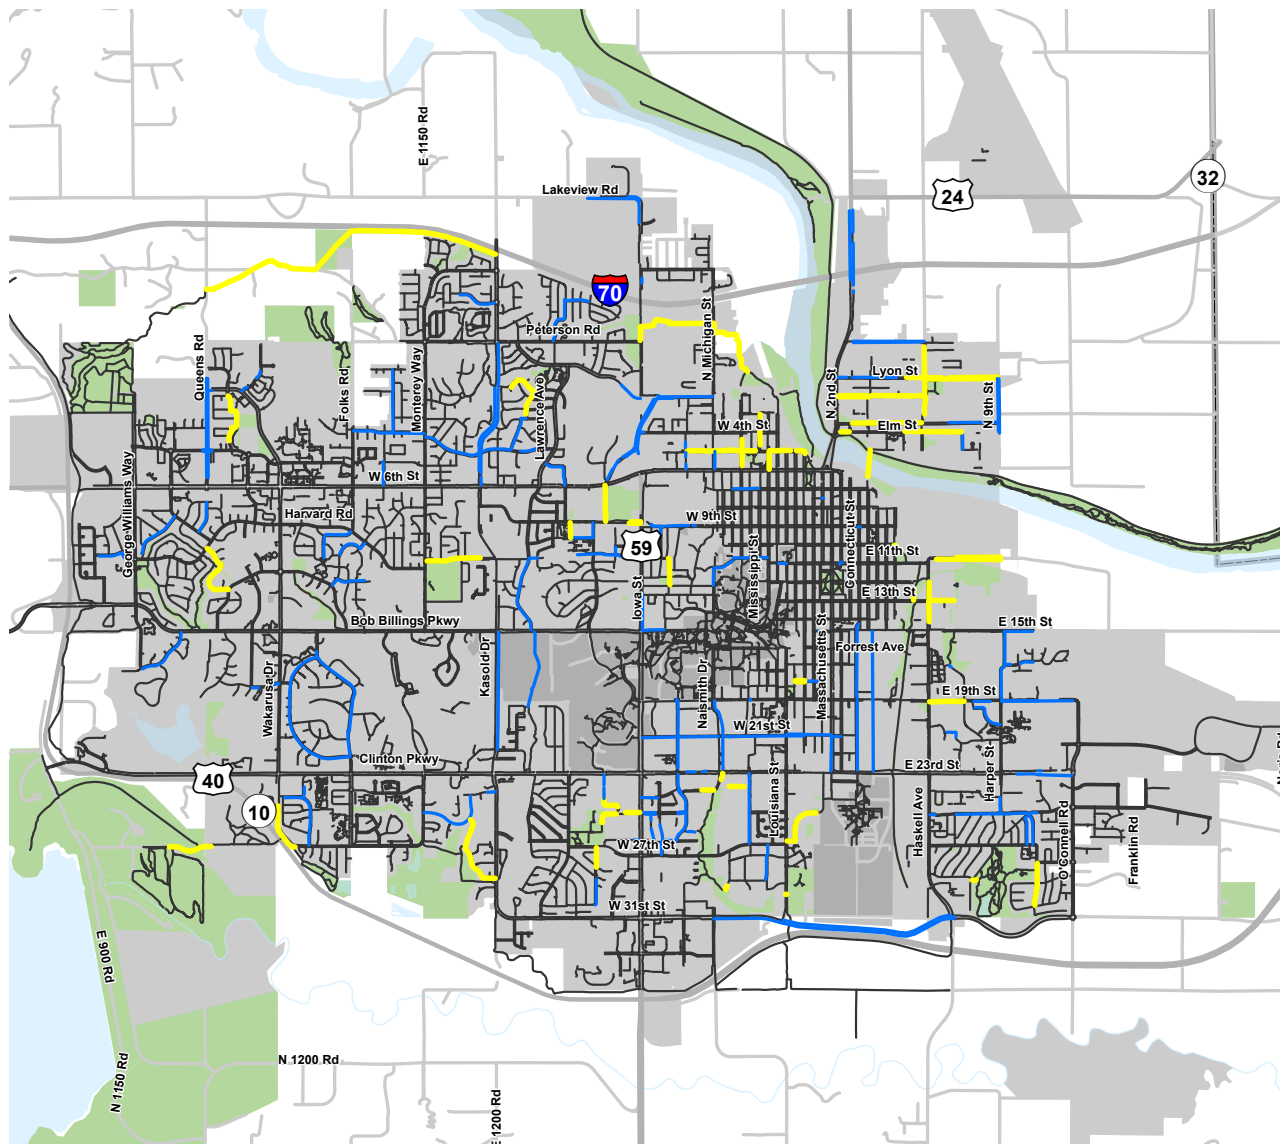 E 1150 Rd
32
24
Lakeview Rd
70
Peterson Rd
N Michigan St
Queens Rd
Folks Rd
Monterey Way
Lawrence Ave
N 2nd St
Lyon St
N 9th St
W 4th St
Elm St
W 6th St
George Williams Way
Harvard Rd
W 9th St
Connecticut St
59
E 11th St
Mississippi St
Iowa St
E 13th St
Bob Billings Pkwy
Massachusetts St
E 15th St
Forrest Ave
Kasold Dr
Wakarusa Dr
Naismith Dr
E 19th St
W 21st St
Clinton Pkwy
E 23rd St
Harper St
40
10
Louisiana St
Haskell Ave
O'Connell Rd
Franklin Rd
W 27th St
W 31st St
E 900 Rd
N 1150 Rd
N 1200 Rd
E 1200 Rd